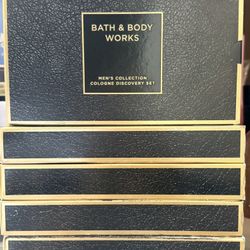 BATH & BODY
WORKS
MEN'S COLLECTION
COLOGNE DISCOVERY SET